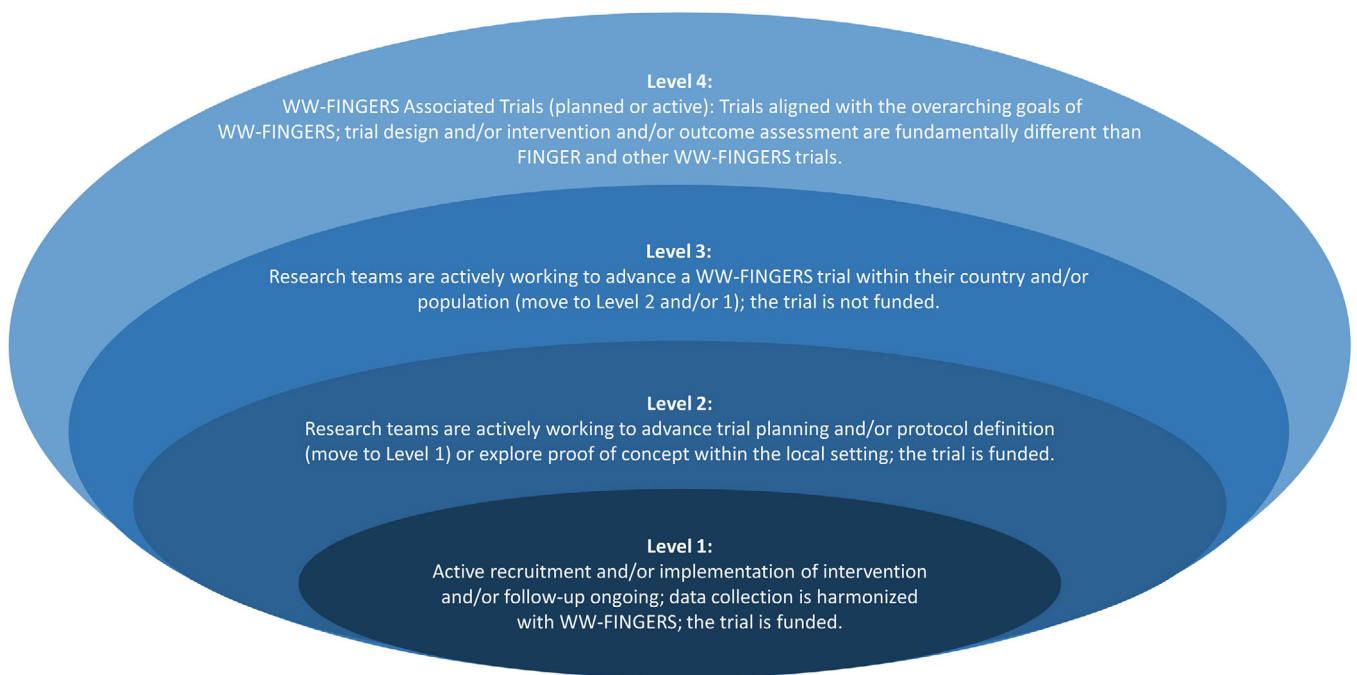 Level 4:
WW-FINGERS Associated Trials (planned or active): Trials aligned with the overarching goals of
WW-FINGERS; trial design and/or intervention and/or outcome assessment are fundamentally different than
FINGER and other WW-FINGERS trials.
Level 3:
Research teams are actively working to advance a WW-FINGERS trial within their country and/or
population (move to Level 2 and/or 1); the trial is not funded.
Level 2:
Research teams are actively working to advance trial planning and/or protocol definition
(move to Level 1) or explore proof of concept within the local setting; the trial is funded.
Level 1:
Active recruitment and/or implementation of intervention
and/or follow-up ongoing; data collection is harmonized
with WW-FINGERS; the trial is funded.